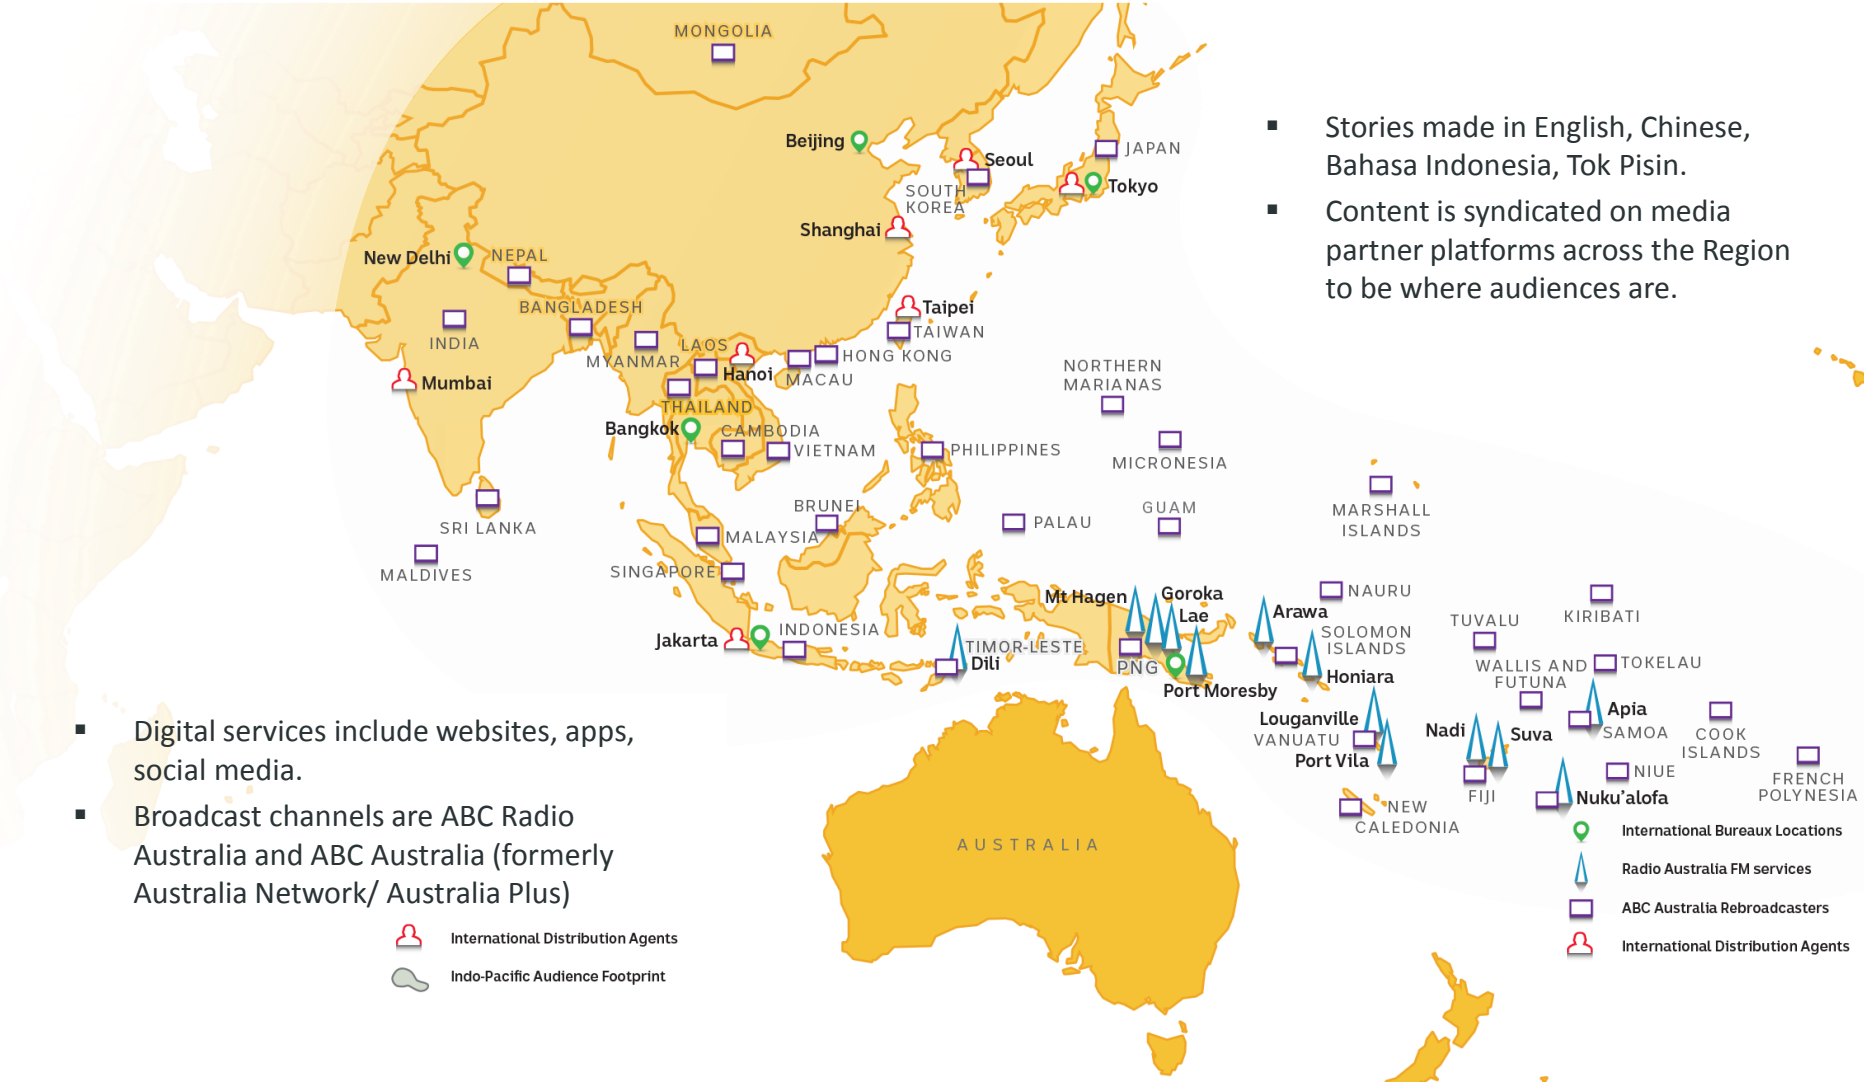 MONGOLIA
Beijing
Seoul
JAPAN
SOUTH
KOREA
Tokyo
Shanghai
New Delhi
NEPAL
BANGLADESH
Taipei
TAIWAN
INDIA
MYANMAR
LAOS
Hanoi
HONG KONG
MACAU
Mumbai
THAILAND
Bangkok
CAMBODIA
VIETNAM
PHILIPPINES
NORTHERN
MARIANAS
MICRONESIA
SRI LANKA
BRUNEI
PALAU
GUAM
MARSHALL
ISLANDS
MALAYSIA
MALDIVES
SINGAPORE
NAURU
KIRIBATI
Mt Hagen
Goroka
Lae
Arawa
TUVALU
Jakarta
INDONESIA
TIMOR-LESTE
Dili
PNG
Port Moresby
SOLOMON
ISLANDS
Honiara
WALLIS AND
FUTUNA
TOKELAU
Louganville
VANUATU
Port Vila
Nadi
Suva
FIJI
Apia
SAMOA
COOK
ISLANDS
NIUE
FRENCH
POLYNESIA
Nuku'alofa
NEW
CALEDONIA
AUSTRALIA
▪ Stories made in English, Chinese,
Bahasa Indonesia, Tok Pisin.
▪ Content is syndicated on media
partner platforms across the Region
to be where audiences are.
▪ Digital services include websites, apps,
social media.
▪ Broadcast channels are ABC Radio
Australia and ABC Australia (formerly
Australia Network/ Australia Plus)
International Distribution Agents
Indo-Pacific Audience Footprint
International Bureaux Locations
Radio Australia FM services
ABC Australia Rebroadcasters
International Distribution Agents